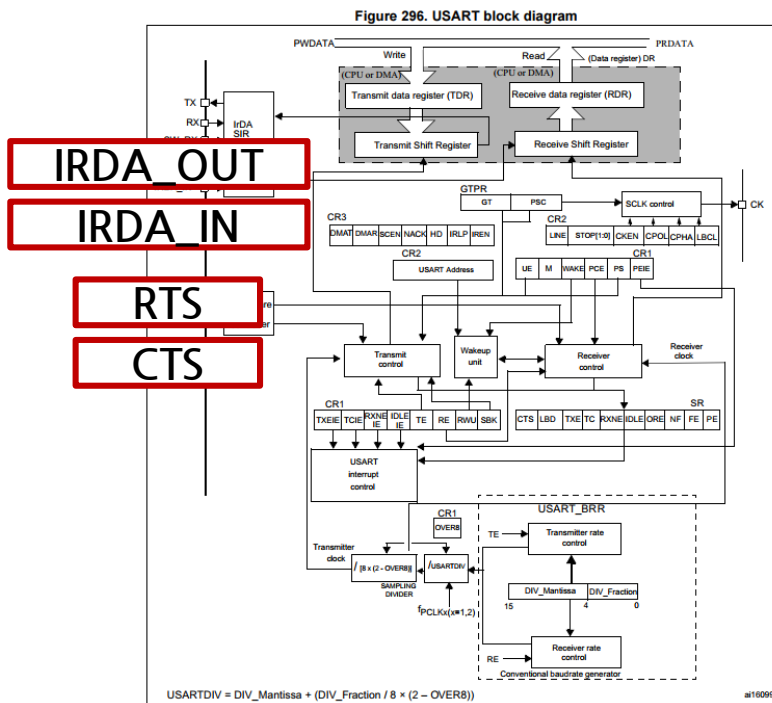 Figure 296. USART block diagram
PWDATA
PRDATA
Write
Read
(Data register) DR
(CPU or DMA)
(CPU or DMA)
Transmit data register (TDR)
Receive data register (RDR)
TX
RX
IrDA
SIR
Transmit Shift Register
Receive Shift Register
IRDA_OUT
IRDA_IN
GTPR
GT
PSC
SCLK control
CK
CR3
DMAT DMAR SCEN NACK HD IRLP IREN
CR2
LINE STOP[1:0] CKEN CPOL CPHA LBCL
CR2
USART Address
CR1
UE M WAKE PCE PS PEIE
RTS
CTS
Transmit
control
Wakeup
unit
Receiver
control
Receiver
clock
CR1
TXEIE TCIE RXNE IE IDLE IE TE RE RWU SBK
SR
CTS LBD TXE TC RXNE IDLE ORE NF FE PE
USART
interrupt
control
USART_BRR
CR1
OVER8
TE
Transmitter rate
control
Transmitter
clock
/ [8 x (2 - OVER8)]
/USARTDIV
SAMPLING
DIVIDER
DIV_Mantissa
DIV_Fraction
15 4 0
fPCLKx(x=1,2)
RE
Receiver rate
control
Conventional baudrate generator
USARTDIV = DIV_Mantissa + (DIV_Fraction / 8 × (2 – OVER8))
ai16099